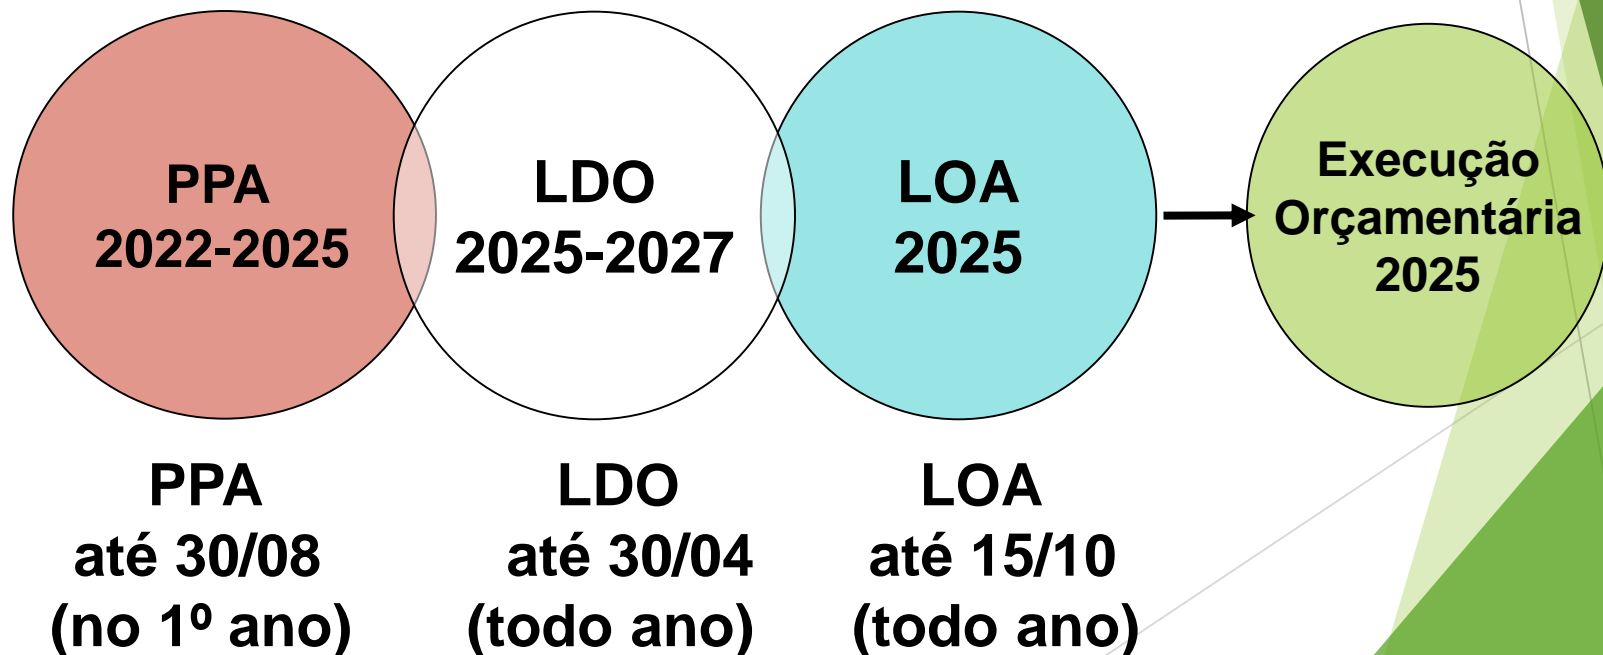 PPA
2022-2025
LDO
2025-2027
LOA
2025
Execução
Orçamentária
2025
PPA
até 30/08
(no 1º ano)
LDO
até 30/04
(todo ano)
LOA
até 15/10
(todo ano)